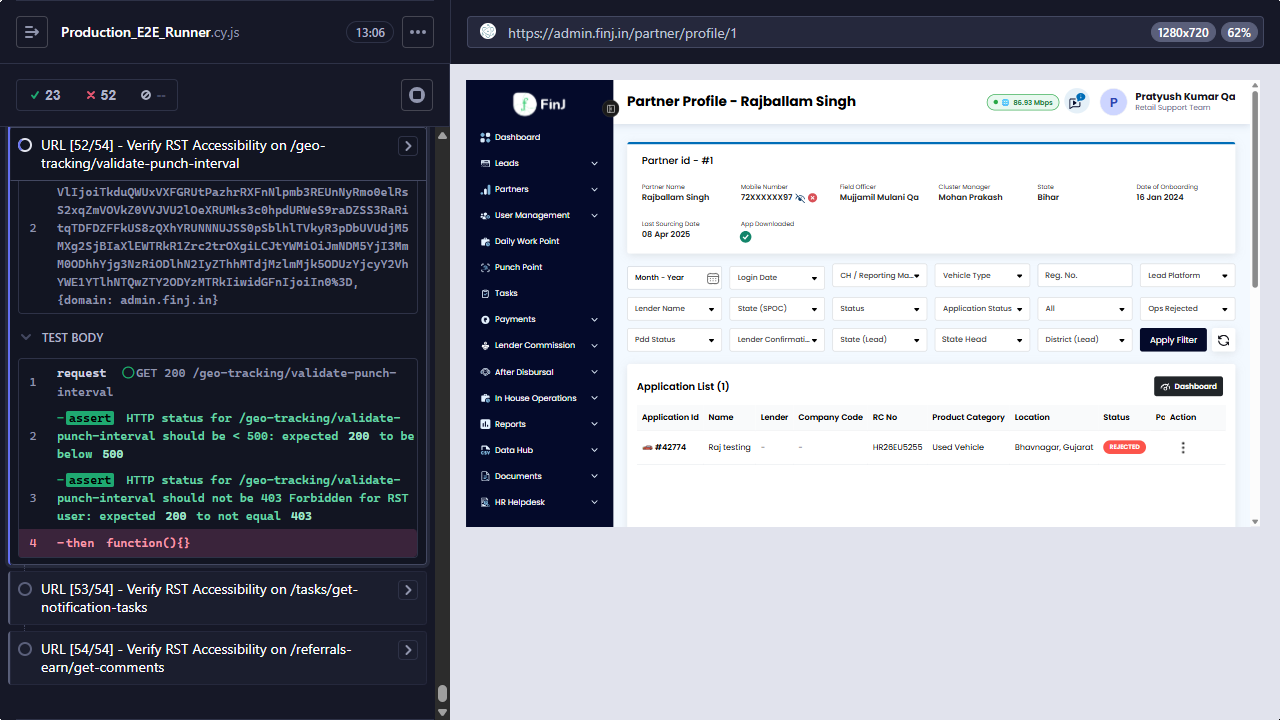 Production_E2E_Runner.cy.js
13:06
https://admin.finj.in/partner/profile/1
1280x720
62%
23
52
--
URL [52/54] - Verify RST Accessibility on /geo-
tracking/validate-punch-interval
2
{domain: admin.finj.in}
TEST BODY
1
request GET 200 /geo-tracking/validate-punch-
interval
2
-assert HTTP status for /geo-tracking/validate-
punch-interval should be < 500: expected 200 to be
below 500
3
-assert HTTP status for /geo-tracking/validate-
punch-interval should not be 403 Forbidden for RST
user: expected 200 to not equal 403
4
-then function(){}
URL [53/54] - Verify RST Accessibility on /tasks/get-
notification-tasks
URL [54/54] - Verify RST Accessibility on /referrals-
earn/get-comments
FinJ
Dashboard
Leads
Partners
User Management
Daily Work Point
Punch Point
Tasks
Payments
Lender Commission
After Disbursal
In House Operations
Reports
Data Hub
Documents
HR Helpdesk
Partner Profile - Rajballam Singh
86.93 Mbps
P
Pratyush Kumar Qa
Retail Support Team
Partner id - #1
Partner Name
Rajballam Singh
Mobile Number
72XXXXXX97
Field Officer
Mujjamil Mulani Qa
Cluster Manager
Mohan Prakash
State
Bihar
Date of Onboarding
16 Jan 2024
Last Sourcing Date
08 Apr 2025
App Downloaded
Month - Year
Login Date
CH / Reporting Ma...
Vehicle Type
Reg. No.
Lead Platform
Lender Name
State (SPOC)
Status
Application Status
All
Ops Rejected
Pdd Status
Lender Confirmati...
State (Lead)
State Head
District (Lead)
Apply Filter
Application List (1)
Dashboard
Application Id Name Lender Company Code RC No Product Category Location Status Pc Action
#42774 Raj testing - - HR26EU5255 Used Vehicle Bhavnagar, Gujarat REJECTED